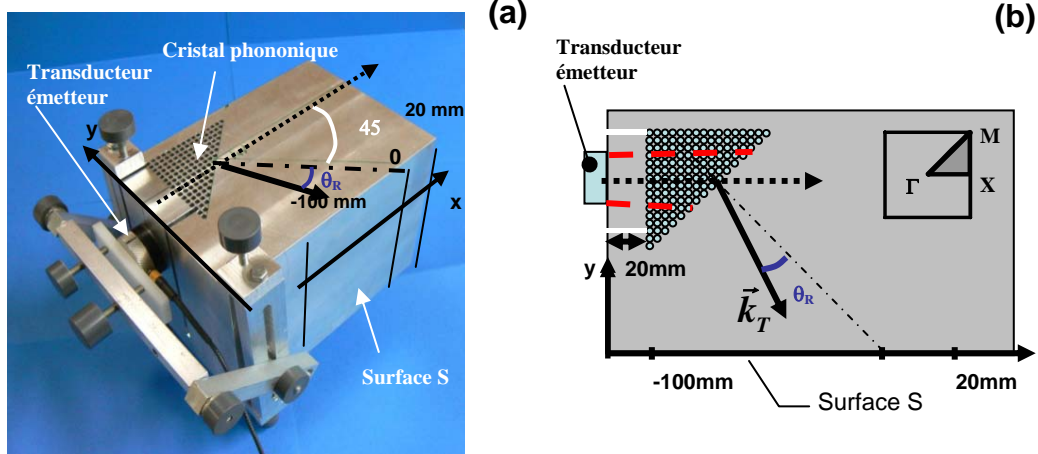 (a)
Cristal phononique
Transducteur
émetteur
y
20 mm
45
0
θR
-100 mm
x
Surface S
(b)
Transducteur
émetteur
M
Γ
X
20mm
y
θR
k⃗T
-100mm
20mm
Surface S